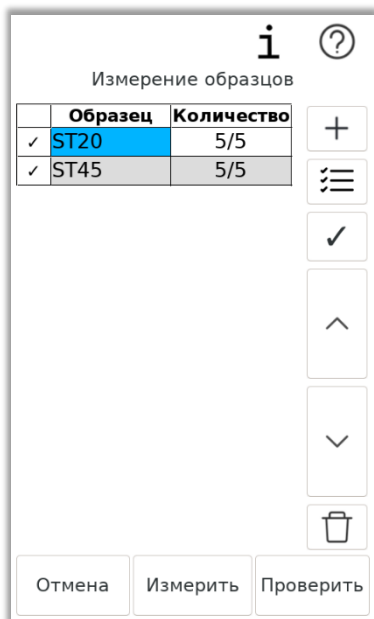 i ?
Измерение образцов
Образец Количество
✓ ST20 5/5
✓ ST45 5/5
Отмена Измерить Проверить